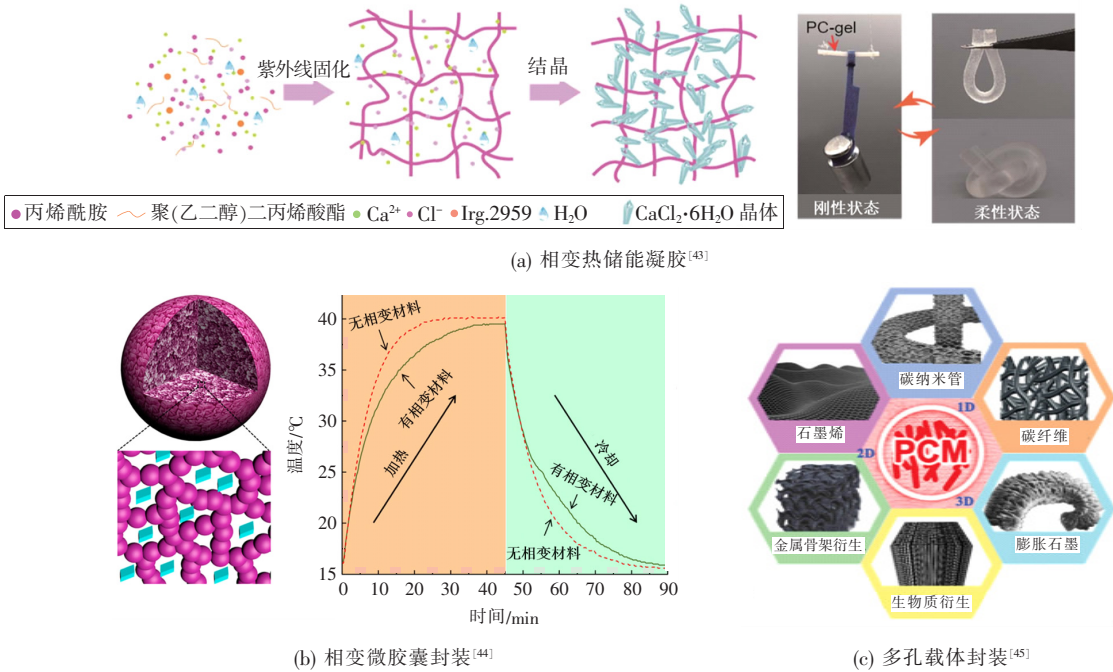 紫外线固化
结晶
PC-gel
刚性状态
柔性状态
丙烯酰胺 聚(乙二醇)二丙烯酸酯 Ca²⁺ Cl⁻ Irg.2959 H₂O CaCl₂•6H₂O 晶体
(a) 相变热储能凝胶[43]
无相变材料
有相变材料
加热
冷却
有相变材料
无相变材料
温度/℃
40
35
30
25
20
15
0 10 20 30 40 50 60 70 80 90
时间/min
(b) 相变微胶囊封装[44]
碳纳米管
石墨烯
1D
碳纤维
2D
PCM
3D
金属骨架衍生
膨胀石墨
生物质衍生
(c) 多孔载体封装[45]